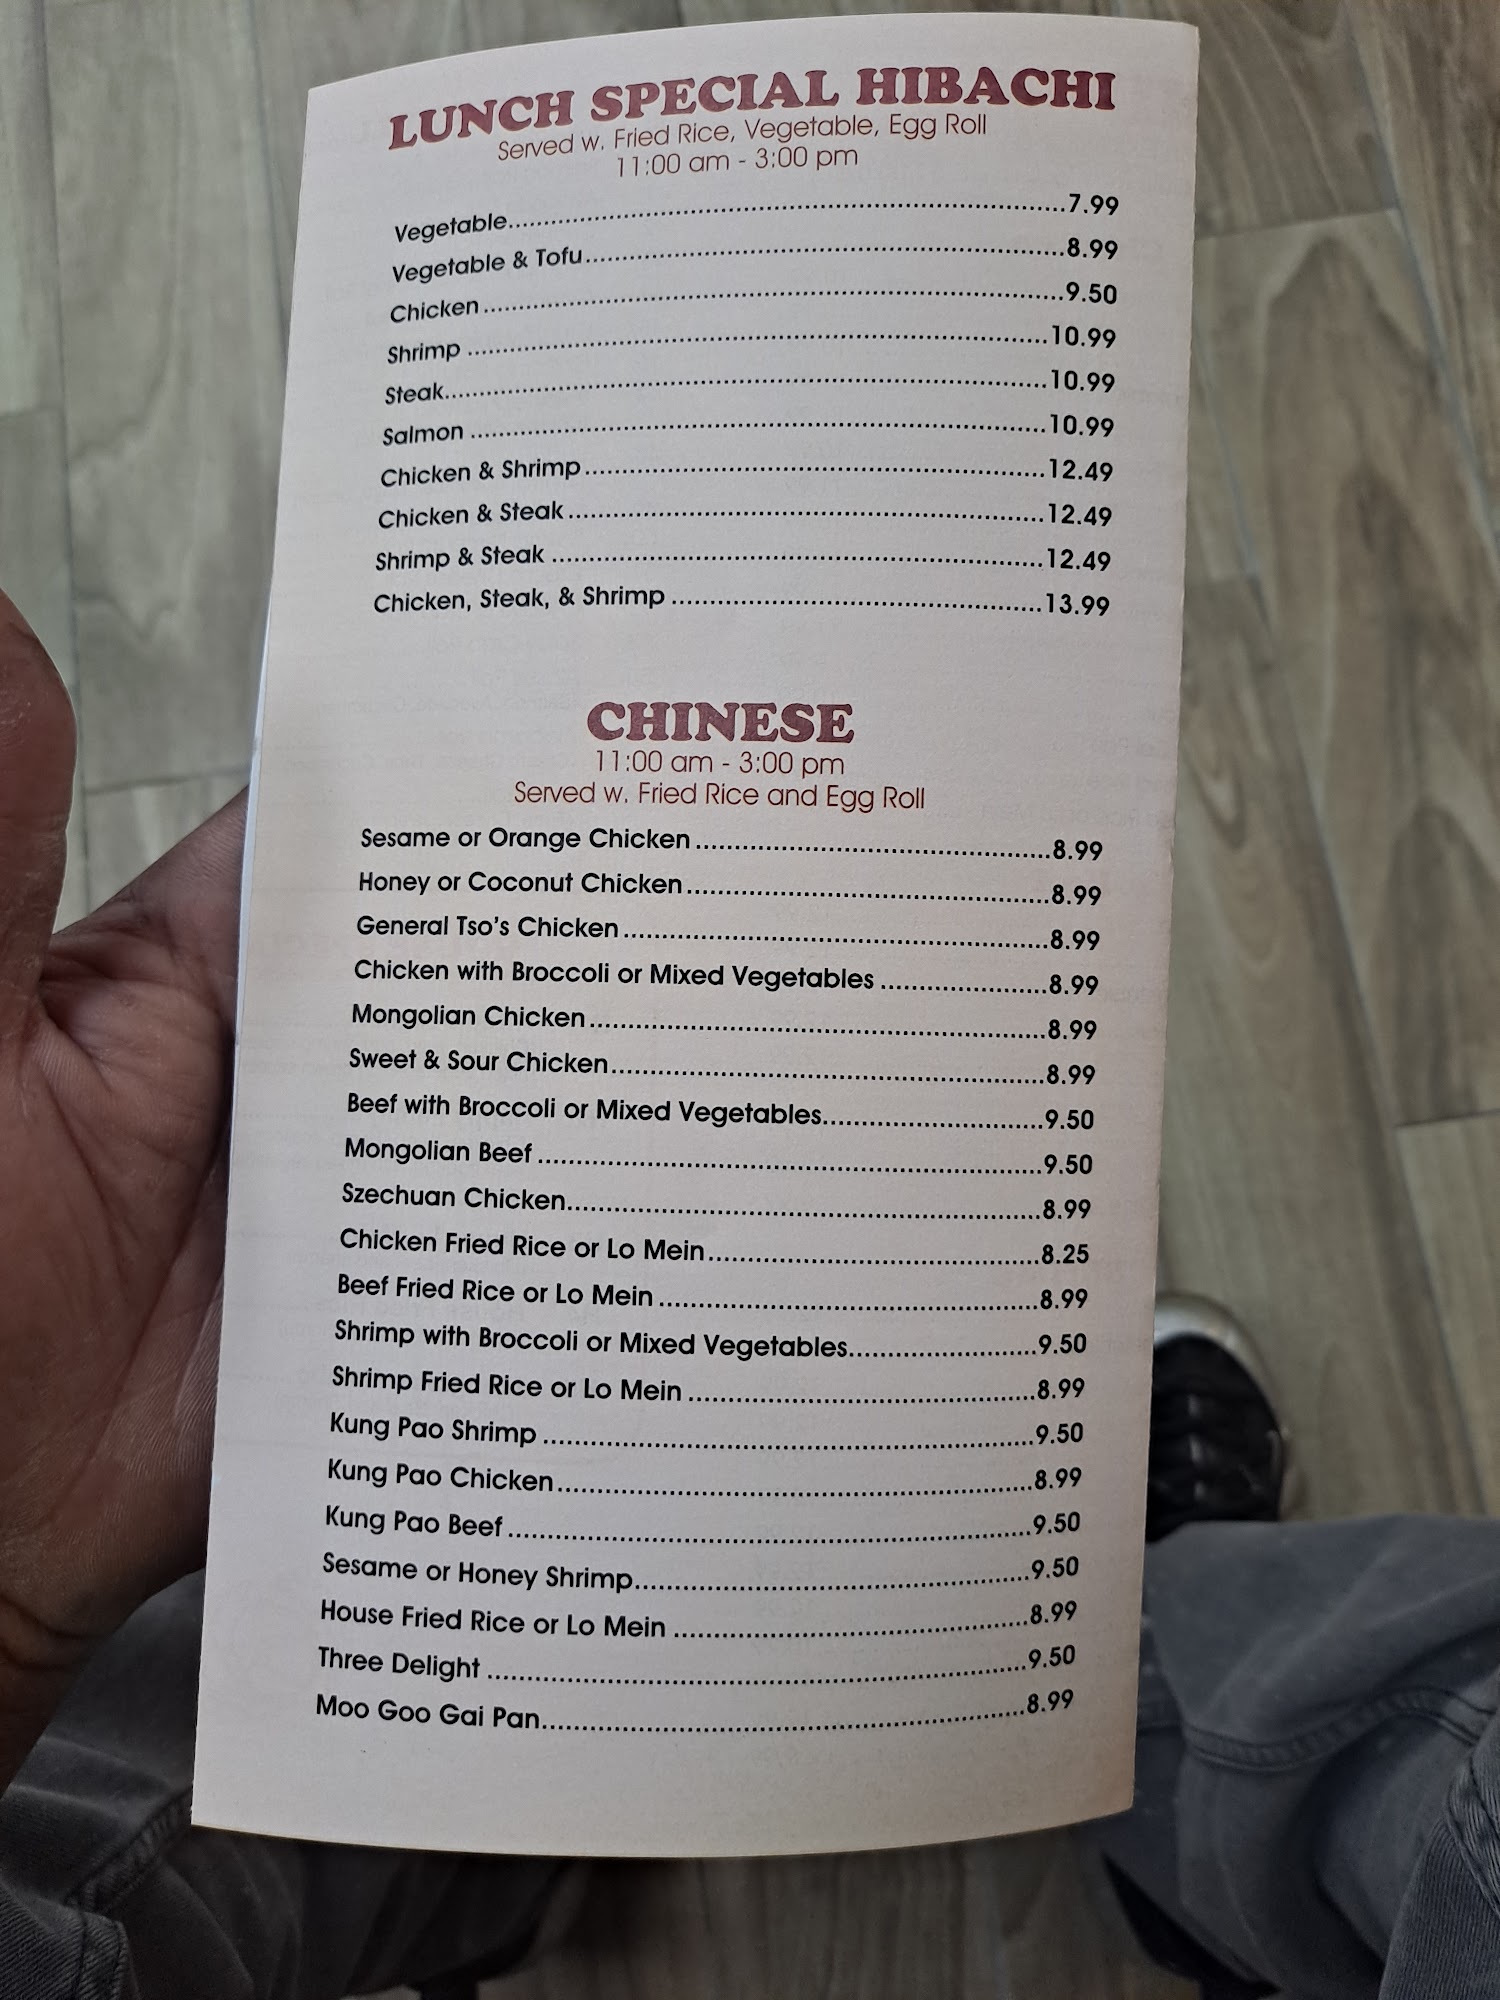 LUNCH SPECIAL HIBACHI
Served w. Fried Rice, Vegetable, Egg Roll
11:00 am - 3:00 pm
Vegetable 7.99
Vegetable & Tofu 8.99
Chicken 9.50
Shrimp 10.99
Steak 10.99
Salmon 10.99
Chicken & Shrimp 12.49
Chicken & Steak 12.49
Shrimp & Steak 12.49
Chicken, Steak, & Shrimp 13.99
CHINESE
11:00 am - 3:00 pm
Served w. Fried Rice and Egg Roll
Sesame or Orange Chicken 8.99
Honey or Coconut Chicken 8.99
General Tso's Chicken 8.99
Chicken with Broccoli or Mixed Vegetables 8.99
Mongolian Chicken 8.99
Sweet & Sour Chicken 8.99
Beef with Broccoli or Mixed Vegetables 9.50
Mongolian Beef 9.50
Szechuan Chicken 8.99
Chicken Fried Rice or Lo Mein 8.25
Beef Fried Rice or Lo Mein 8.99
Shrimp with Broccoli or Mixed Vegetables 9.50
Shrimp Fried Rice or Lo Mein 8.99
Kung Pao Shrimp 9.50
Kung Pao Chicken 8.99
Kung Pao Beef 9.50
Sesame or Honey Shrimp 9.50
House Fried Rice or Lo Mein 8.99
Three Delight 9.50
Moo Goo Gai Pan 8.99